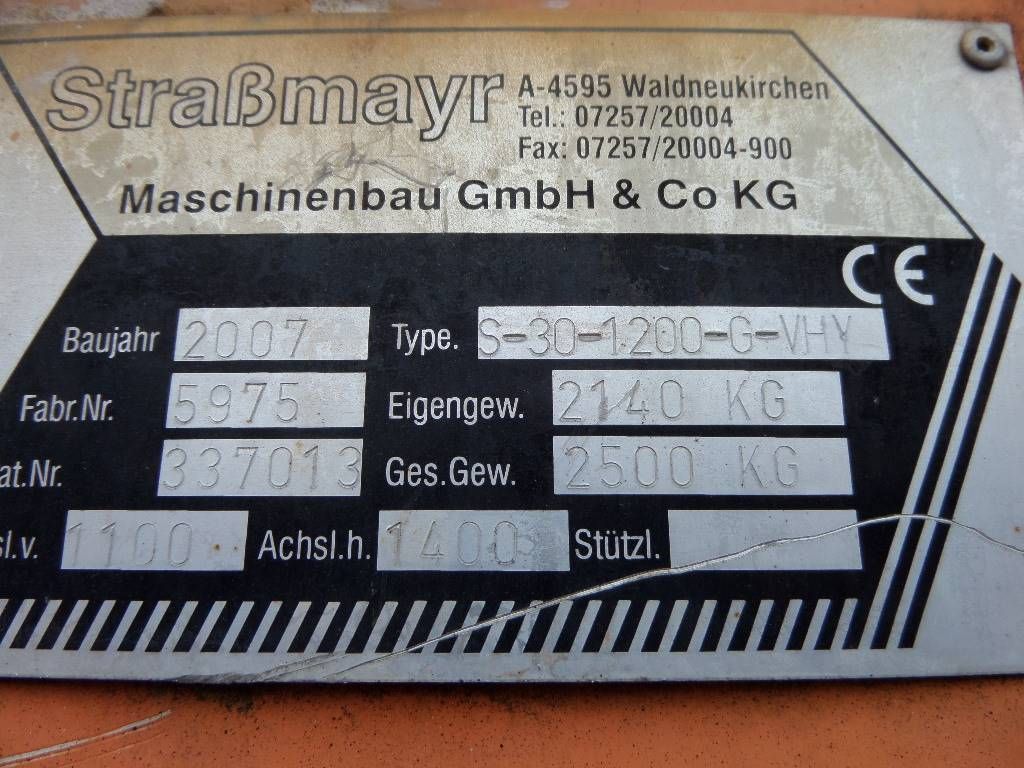 Straßmayr
A-4595 Waldneukirchen
Tel.: 07257/20004
Fax: 07257/20004-900
Maschinenbau GmbH & Co KG
CE
Baujahr 2007 Type. S-30-1200-G-VHY
Fabr.Nr. 5975 Eigengew. 2140 KG
at.Nr. 337013 Ges.Gew. 2500 KG
sl.v. 1100 Achsl.h. 1400 Stützl.